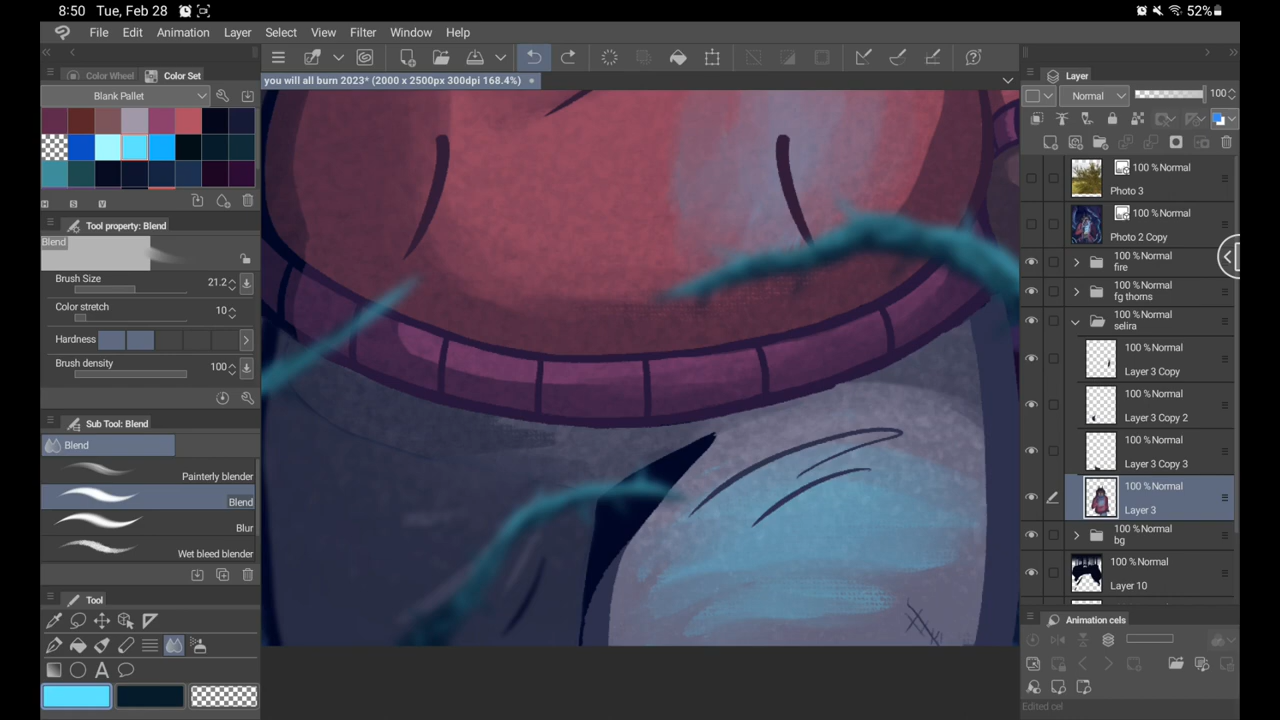 8:50 Tue, Feb 28
52%
File Edit Animation Layer Select View Filter Window Help
you will all burn 2023* (2000 x 2500px 300dpi 168.4%)
Color Wheel Color Set
Blank Pallet
H S V
Tool property: Blend
Blend
Brush Size 21.2
Color stretch 10
Hardness
Brush density 100
Sub Tool: Blend
Blend
Painterly blender
Blend
Blur
Wet bleed blender
Tool
Layer
Normal 100
100 %Normal
Photo 3
100 %Normal
Photo 2 Copy
100 %Normal
fire
100 %Normal
fg thorns
100 %Normal
selira
100 %Normal
Layer 3 Copy
100 %Normal
Layer 3 Copy 2
100 %Normal
Layer 3 Copy 3
100 %Normal
Layer 3
100 %Normal
bg
100 %Normal
Layer 10
Animation cels
Edited cel